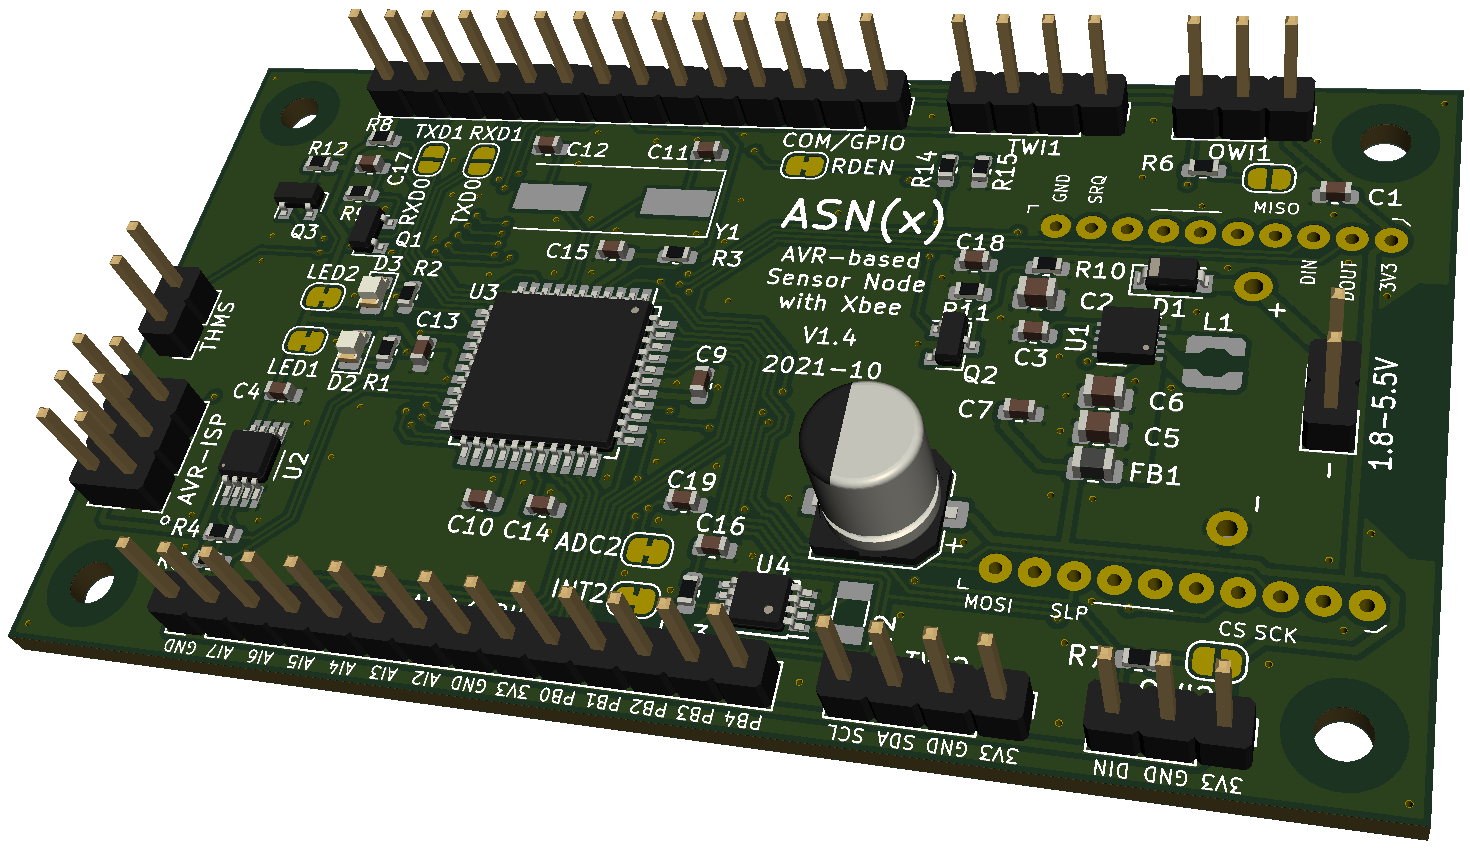 R8
TXD1
RXD1
R12
C17
C12
C11
COM/GPIO
RDEN
R14
R15
TWI1
OWI1
R6
MISO
C1
GND
SRQ
DIN
DOUT
3V3
Q3
Q1
RXD0
TXD0
Y1
ASN(x)
AVR-based
Sensor Node
with Xbee
V1.4
2021-10
C15
R3
C18
R10
D1
C2
R11
C3
U1
L1
Q2
+
LED2
D3
R2
U3
THMS
LED1
D2
R1
C13
C9
C4
C7
C6
C5
FB1
1.8-5.5V
-
AVR-ISP
U2
R4
C10
C14
C19
C16
ADC2
INT2
U4
+
MOSI
SLP
CS
SCK
R7
GND
AI7
AI6
AI5
AI4
AI3
AI2
GND
3V3
PB0
PB1
PB2
PB3
PB4
SCL
SDA
GND
3V3
DIN
GND
3V3